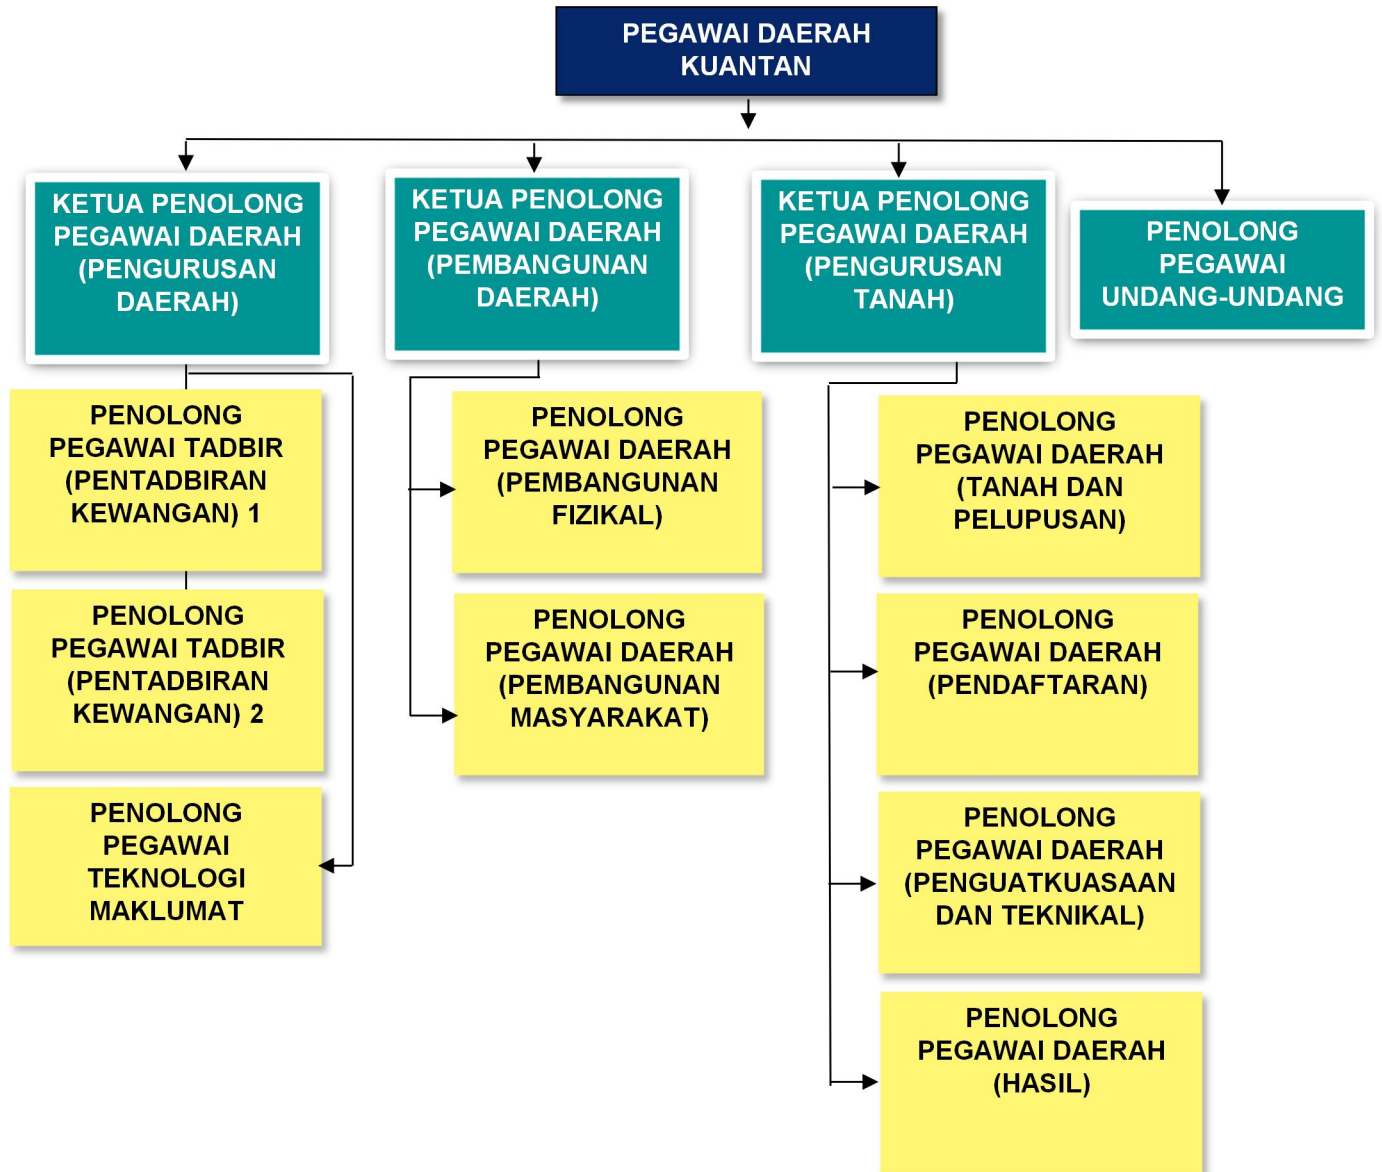 PEGAWAI DAERAH
KUANTAN
KETUA PENOLONG
PEGAWAI DAERAH
(PENGURUSAN
DAERAH)
KETUA PENOLONG
PEGAWAI DAERAH
(PEMBANGUNAN
DAERAH)
KETUA PENOLONG
PEGAWAI DAERAH
(PENGURUSAN
TANAH)
PENOLONG
PEGAWAI
UNDANG-UNDANG
PENOLONG
PEGAWAI TADBIR
(PENTADBIRAN
KEWANGAN) 1
PENOLONG
PEGAWAI TADBIR
(PENTADBIRAN
KEWANGAN) 2
PENOLONG
PEGAWAI
TEKNOLOGI
MAKLUMAT
PENOLONG
PEGAWAI DAERAH
(PEMBANGUNAN
FIZIKAL)
PENOLONG
PEGAWAI DAERAH
(PEMBANGUNAN
MASYARAKAT)
PENOLONG
PEGAWAI DAERAH
(TANAH DAN
PELUPUSAN)
PENOLONG
PEGAWAI DAERAH
(PENDAFTARAN)
PENOLONG
PEGAWAI DAERAH
(PENGUATKUASAAN
DAN TEKNIKAL)
PENOLONG
PEGAWAI DAERAH
(HASIL)